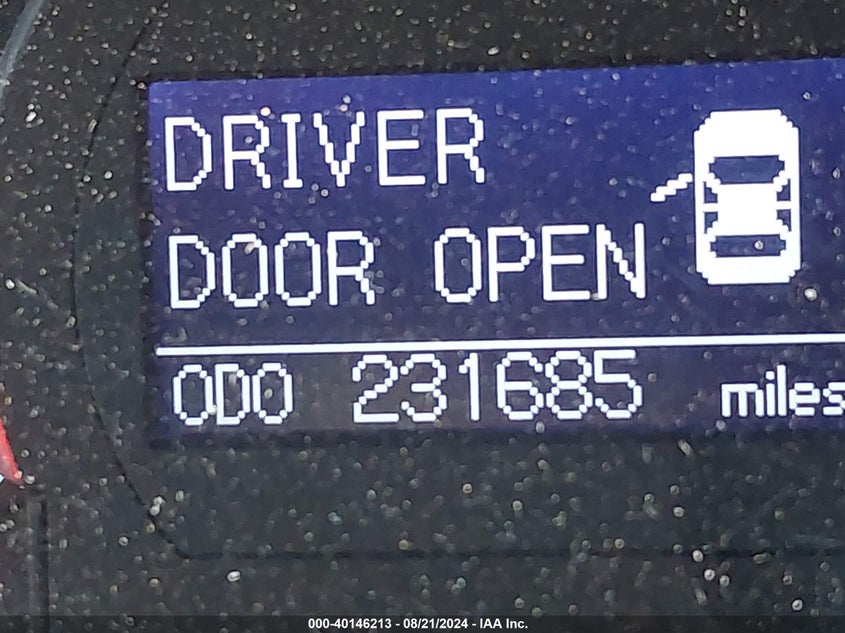 DRIVER
DOOR OPEN
ODO 231685 miles
000-40146213 - 08/21/2024 - IAA Inc.